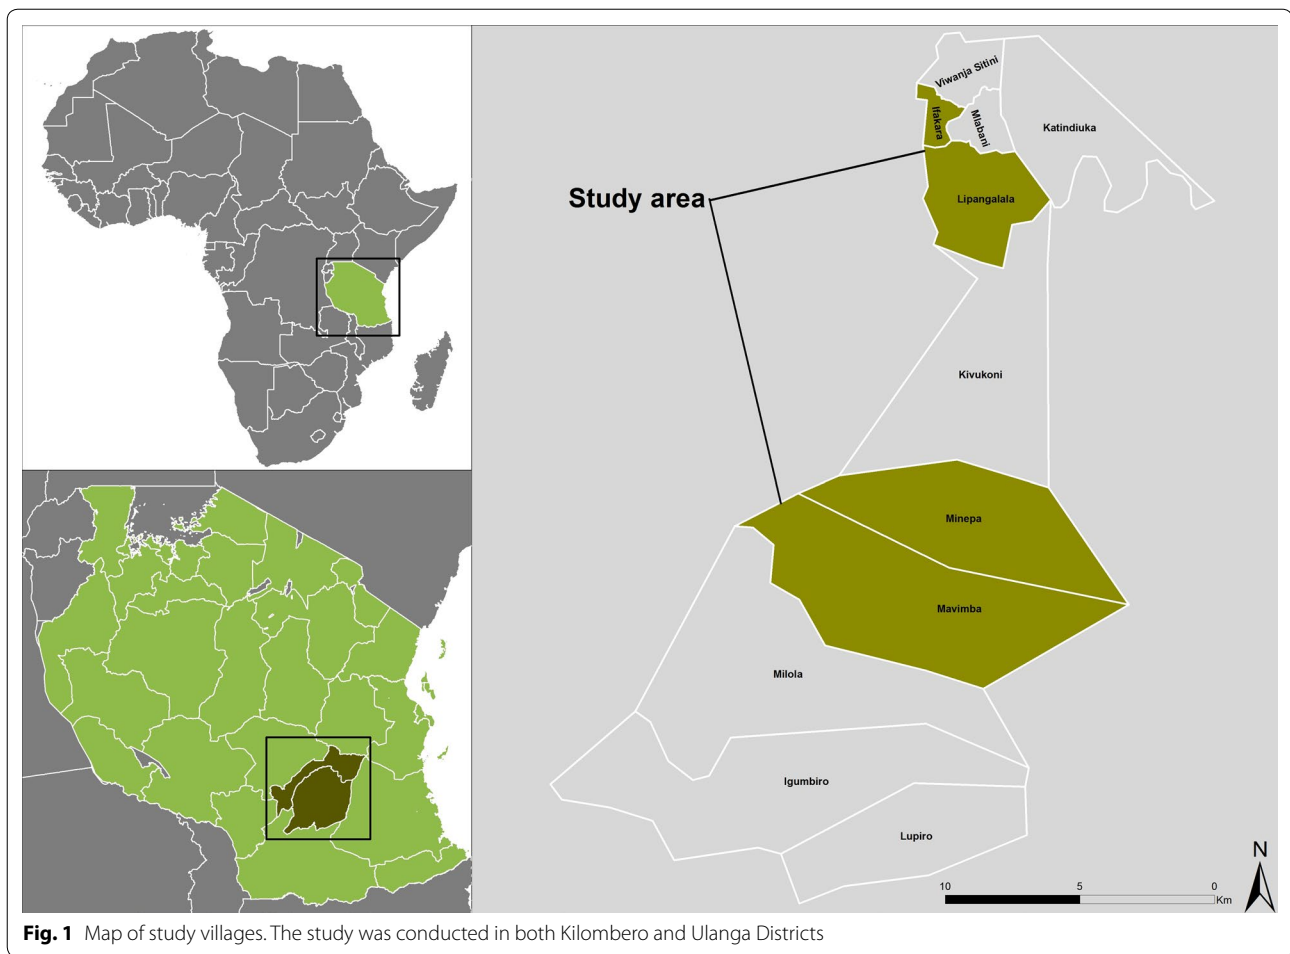 Viwanja Sitini
Ifakara
Mlabani
Katindiuka
Study area
Lipangalala
Kivukoni
Minepa
Mavimba
Milola
Igumbiro
Lupiro
N
10 5 0
Km
Fig. 1 Map of study villages. The study was conducted in both Kilombero and Ulanga Districts